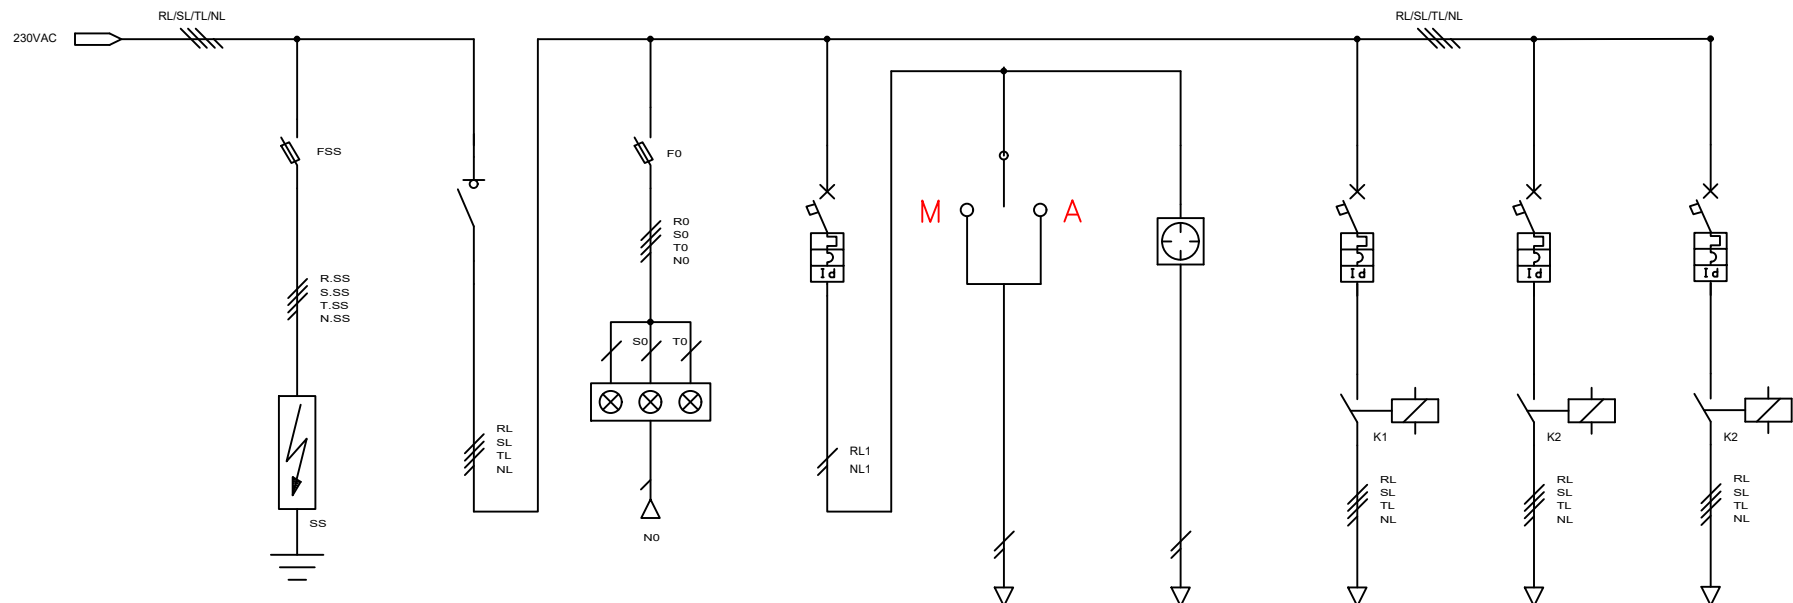 RL/SL/TL/NL
RL/SL/TL/NL
230VAC
FSS
F0
R0
S0
T0
N0
M
A
Id
Id
Id
Id
R.SS
S.SS
T.SS
N.SS
S0
T0
RL
SL
TL
NL
RL1
NL1
K1
K2
K2
RL
SL
TL
NL
RL
SL
TL
NL
RL
SL
TL
NL
SS
N0